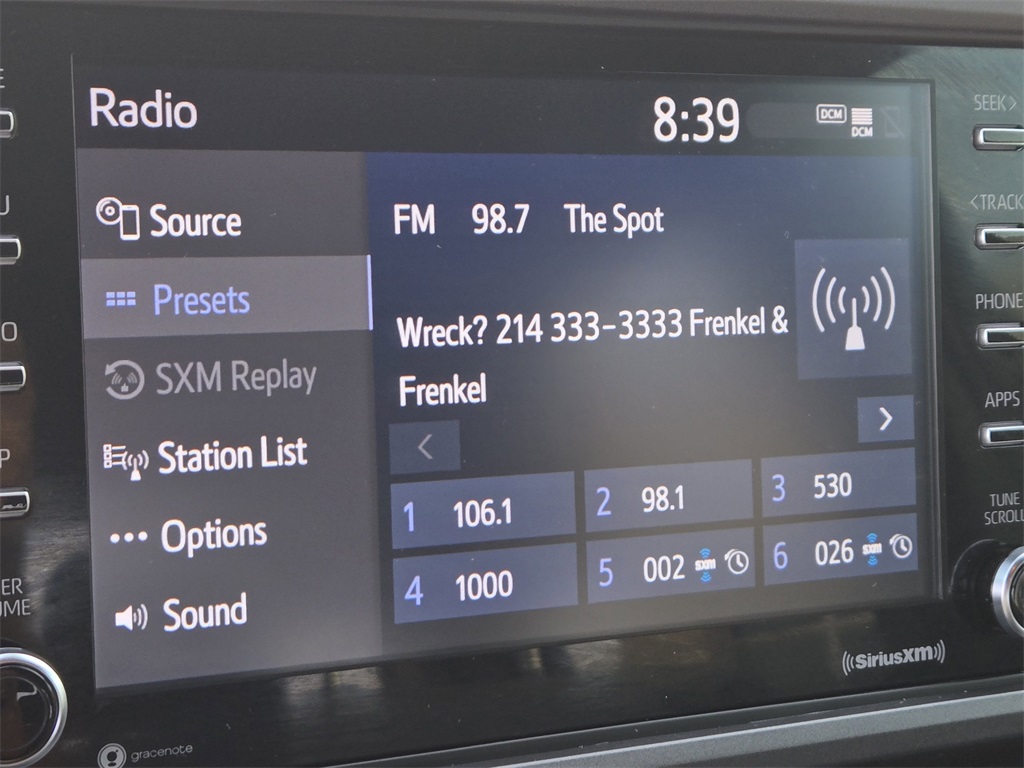 Radio
8:39
DCM
DCM
SEEK >
Source
FM 98.7 The Spot
< TRACK
Presets
Wreck? 214 333-3333 Frenkel &
Frenkel
PHONE
SXM Replay
APPS
Station List
1 106.1
2 98.1
3 530
TUNE
SCROLL
Options
4 1000
5 002 SXM
6 026 SXM
Sound
SiriusXM
gracenote